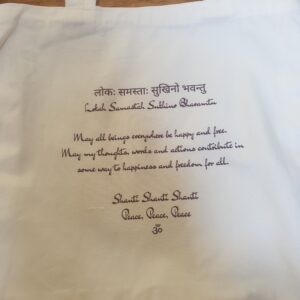 लोकः समस्ताः सुखिनो भवन्तु
Lokah Samastah Sukhino Bhavantu
May all beings everywhere be happy and free.
May my thoughts, words and actions contribute in
some way to happiness and freedom for all.
Shanti Shanti Shanti
Peace, Peace, Peace
ॐ